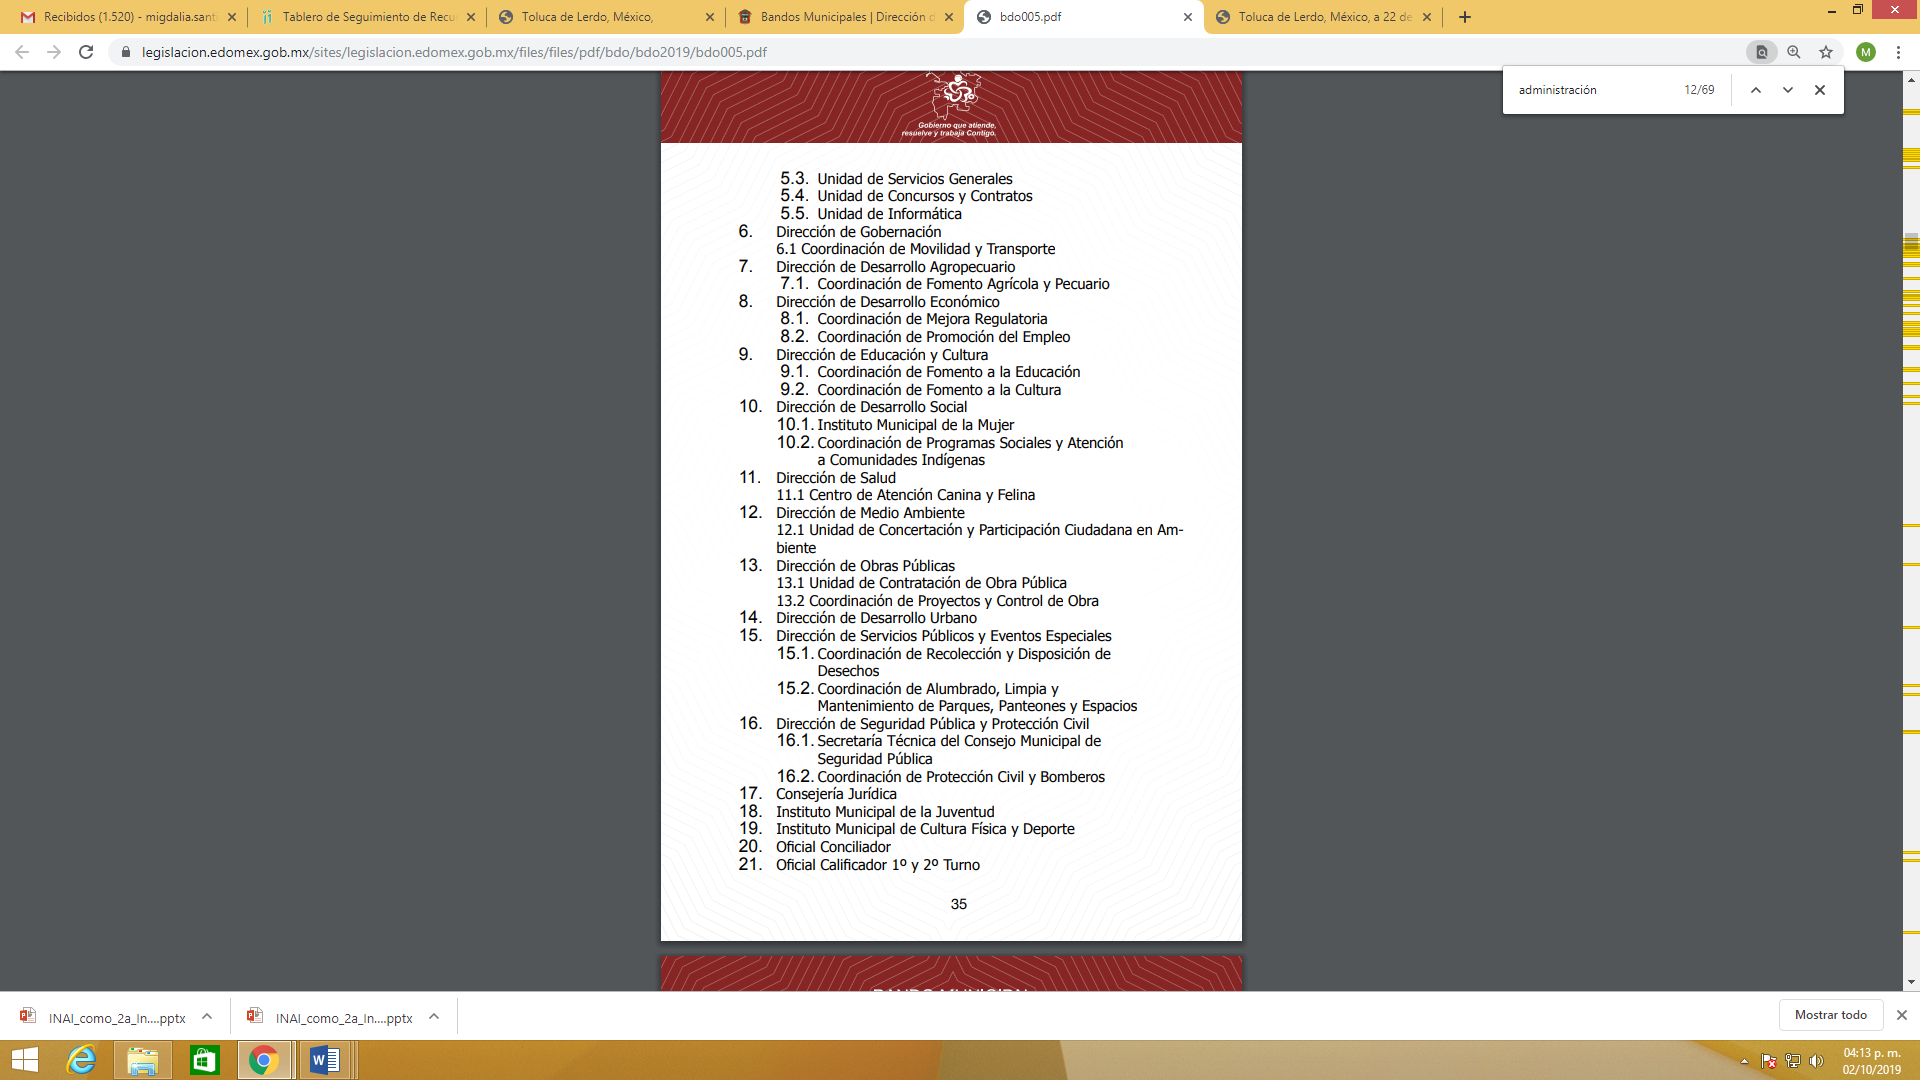 Recibidos (1.520) - migdalia.sant
Tablero de Seguimiento de Recu
Toluca de Lerdo, México,
Bandos Municipales | Dirección d
bdo005.pdf
Toluca de Lerdo, México, a 22 de
legislacion.edomex.gob.mx/sites/legislacion.edomex.gob.mx/files/files/pdf/bdo/bdo2019/bdo005.pdf
M
administración 12/69
Gobierno que atiende,
resuelve y trabaja Contigo.
5.3. Unidad de Servicios Generales
5.4. Unidad de Concursos y Contratos
5.5. Unidad de Informática
6. Dirección de Gobernación
6.1 Coordinación de Movilidad y Transporte
7. Dirección de Desarrollo Agropecuario
7.1. Coordinación de Fomento Agrícola y Pecuario
8. Dirección de Desarrollo Económico
8.1. Coordinación de Mejora Regulatoria
8.2. Coordinación de Promoción del Empleo
9. Dirección de Educación y Cultura
9.1. Coordinación de Fomento a la Educación
9.2. Coordinación de Fomento a la Cultura
10. Dirección de Desarrollo Social
10.1. Instituto Municipal de la Mujer
10.2. Coordinación de Programas Sociales y Atención
a Comunidades Indígenas
11. Dirección de Salud
11.1 Centro de Atención Canina y Felina
12. Dirección de Medio Ambiente
12.1 Unidad de Concertación y Participación Ciudadana en Am-
biente
13. Dirección de Obras Públicas
13.1 Unidad de Contratación de Obra Pública
13.2 Coordinación de Proyectos y Control de Obra
14. Dirección de Desarrollo Urbano
15. Dirección de Servicios Públicos y Eventos Especiales
15.1. Coordinación de Recolección y Disposición de
Desechos
15.2. Coordinación de Alumbrado, Limpia y
Mantenimiento de Parques, Panteones y Espacios
16. Dirección de Seguridad Pública y Protección Civil
16.1. Secretaría Técnica del Consejo Municipal de
Seguridad Pública
16.2. Coordinación de Protección Civil y Bomberos
17. Consejería Jurídica
18. Instituto Municipal de la Juventud
19. Instituto Municipal de Cultura Física y Deporte
20. Oficial Conciliador
21. Oficial Calificador 1º y 2º Turno
35
BANDO MUNICIPAL
INAI_como_2a_In....pptx
INAI_como_2a_In....pptx
Mostrar todo
04:13 p. m.
02/10/2019